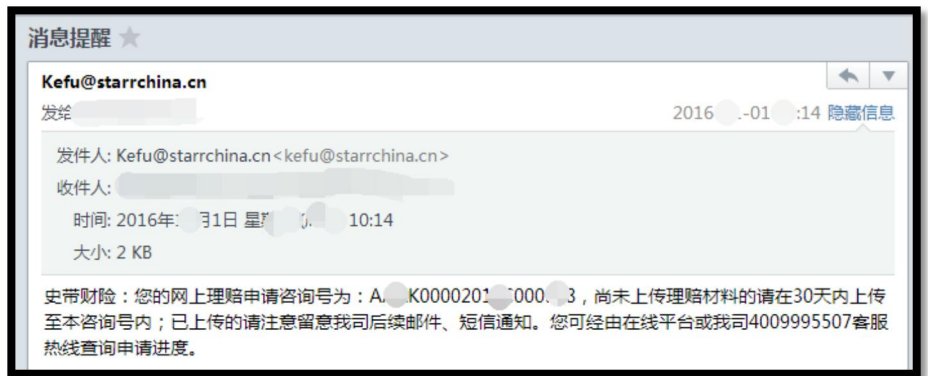 消息提醒
Kefu@starrchina.cn
发给
2016 -01 :14 隐藏信息
发件人: Kefu@starrchina.cn<kefu@starrchina.cn>
收件人:
时间: 2016年 月1日 星 10:14
大小: 2 KB
史带财险：您的网上理赔申请咨询号为：A K0000201 000 3，尚未上传理赔材料的请在30天内上传
至本咨询号内；已上传的请注意留意我司后续邮件、短信通知。您可经由在线平台或我司4009995507客服
热线查询申请进度。